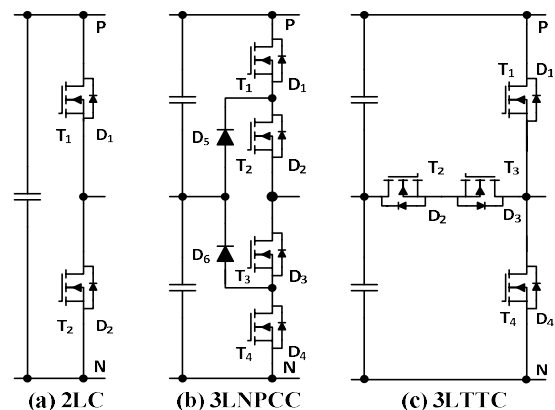 P
T₁
D₁
T₂
D₂
N
(a) 2LC
P
T₁
D₁
D₅
T₂
D₂
D₆
T₃
D₃
T₄
D₄
N
(b) 3LNPCC
P
T₁
D₁
T₂
T₃
D₂
D₃
T₄
D₄
N
(c) 3LTTC